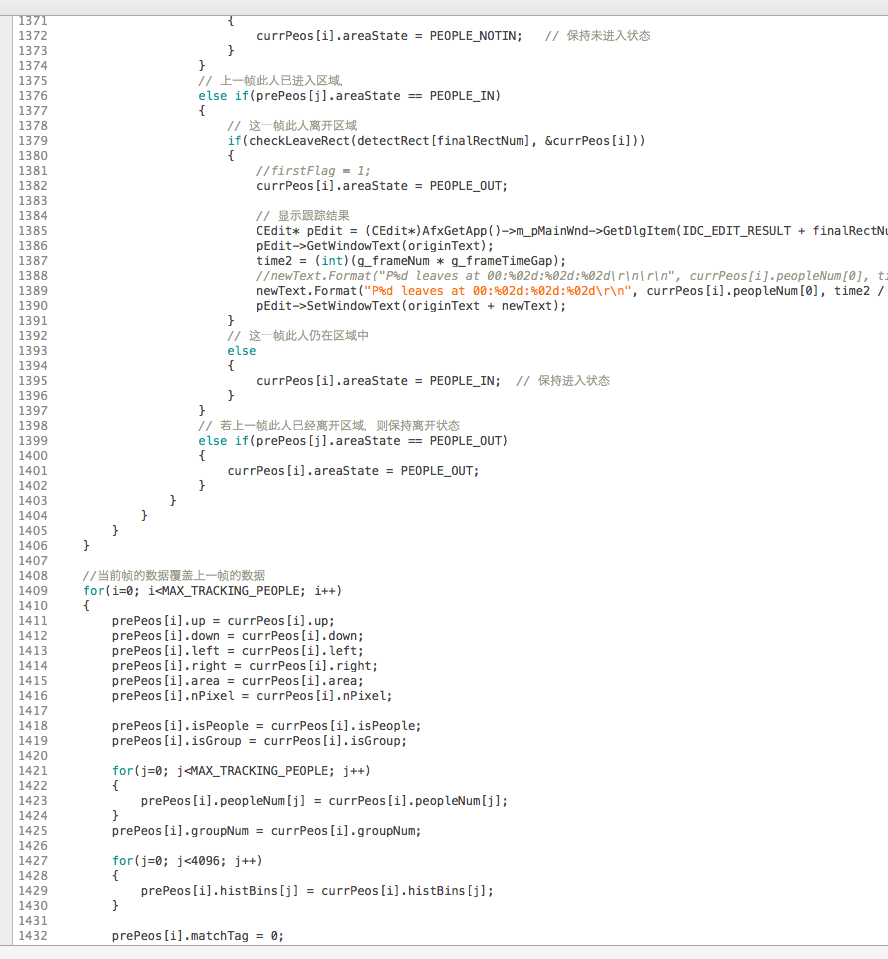 1371 {
1372 currPeos[i].areaState = PEOPLE_NOTIN; // 保持未进入状态
1373 }
1374 }
1375 // 上一帧此人已进入区域,
1376 else if(prePeos[j].areaState == PEOPLE_IN)
1377 {
1378 // 这一帧此人离开区域
1379 if(checkLeaveRect(detectRect[finalRectNum], &currPeos[i]))
1380 {
1381 //firstFlag = 1;
1382 currPeos[i].areaState = PEOPLE_OUT;
1383
1384 // 显示跟踪结果
1385 CEdit* pEdit = (CEdit*)AfxGetApp()->m_pMainWnd->GetDlgItem(IDC_EDIT_RESULT + finalRectNu
1386 pEdit->GetWindowText(originText);
1387 time2 = (int)(g_frameNum * g_frameTimeGap);
1388 //newText.Format("P%d leaves at 00:%02d:%02d:%02d\r\n\r\n", currPeos[i].peopleNum[0], ti
1389 newText.Format("P%d leaves at 00:%02d:%02d:%02d\r\n", currPeos[i].peopleNum[0], time2 /
1390 pEdit->SetWindowText(originText + newText);
1391 }
1392 // 这一帧此人仍在区域中
1393 else
1394 {
1395 currPeos[i].areaState = PEOPLE_IN; // 保持进入状态
1396 }
1397 }
1398 // 若上一帧此人已经离开区域, 则保持离开状态
1399 else if(prePeos[j].areaState == PEOPLE_OUT)
1400 {
1401 currPeos[i].areaState = PEOPLE_OUT;
1402 }
1403 }
1404 }
1405 }
1406 }
1407
1408 //当前帧的数据覆盖上一帧的数据
1409 for(i=0; i<MAX_TRACKING_PEOPLE; i++)
1410 {
1411 prePeos[i].up = currPeos[i].up;
1412 prePeos[i].down = currPeos[i].down;
1413 prePeos[i].left = currPeos[i].left;
1414 prePeos[i].right = currPeos[i].right;
1415 prePeos[i].area = currPeos[i].area;
1416 prePeos[i].nPixel = currPeos[i].nPixel;
1417
1418 prePeos[i].isPeople = currPeos[i].isPeople;
1419 prePeos[i].isGroup = currPeos[i].isGroup;
1420
1421 for(j=0; j<MAX_TRACKING_PEOPLE; j++)
1422 {
1423 prePeos[i].peopleNum[j] = currPeos[i].peopleNum[j];
1424 }
1425 prePeos[i].groupNum = currPeos[i].groupNum;
1426
1427 for(j=0; j<4096; j++)
1428 {
1429 prePeos[i].histBins[j] = currPeos[i].histBins[j];
1430 }
1431
1432 prePeos[i].matchTag = 0;